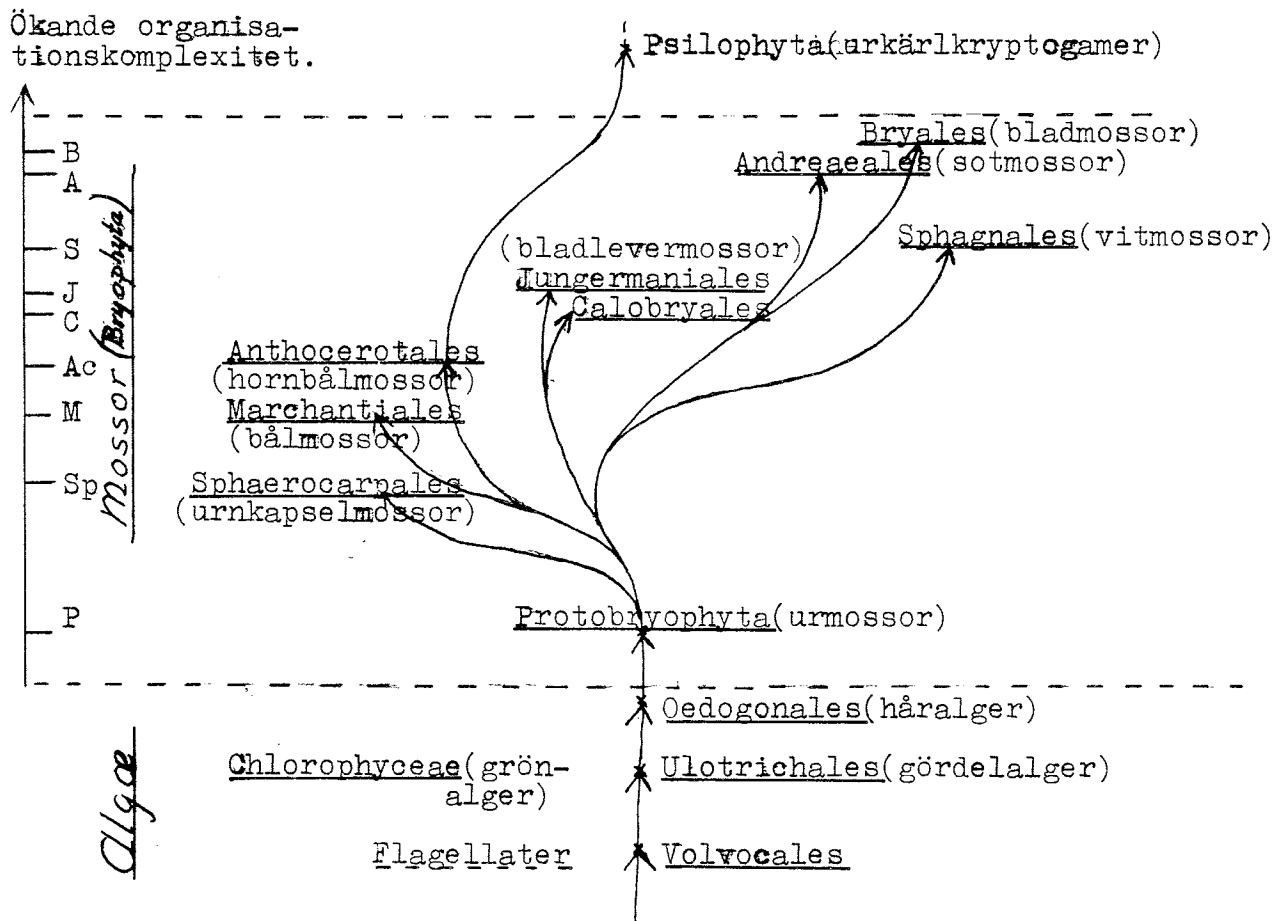 Ökande organisa-
tionskomplexitet.
Psilophyta(urkärlkryptogamer)
B
Bryales(bladmossor)
A
Andreaeales(sotmossor)
S
Sphagnales(vitmossor)
(bladlevermossor)
J
Jungermaniales
C
Calobryales
Mossor (Bryophyta)
Ac
Anthocerotales
(hornbålmossor)
M
Marchantiales
(bålmossor)
Sp
Sphaerocarpales
(urnkapselmossor)
P
Protobryophyta(urmossor)
Oedogonales(håralger)
Algae
Chlorophyceae(grön-
alger)
Ulotrichales(gördelalger)
Flagellater
Volvocales